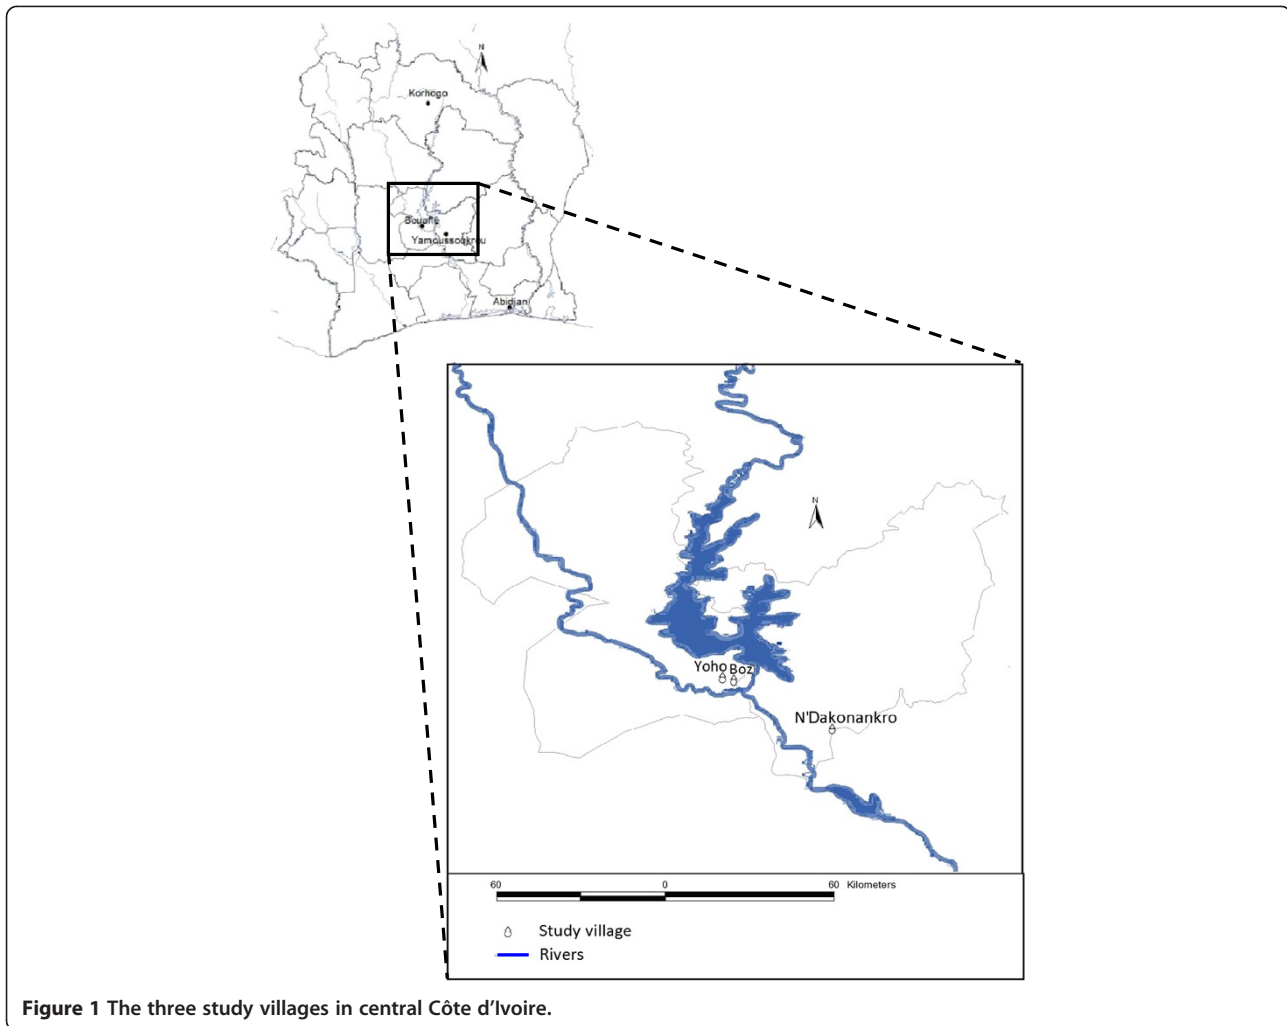 N
Korhogo
Bouaflé
Yamoussoukrou
Abidjan
N
Yoho Bozi
N'Dakonankro
60 0 60 Kilometers
Study village
Rivers
Figure 1 The three study villages in central Côte d'Ivoire.